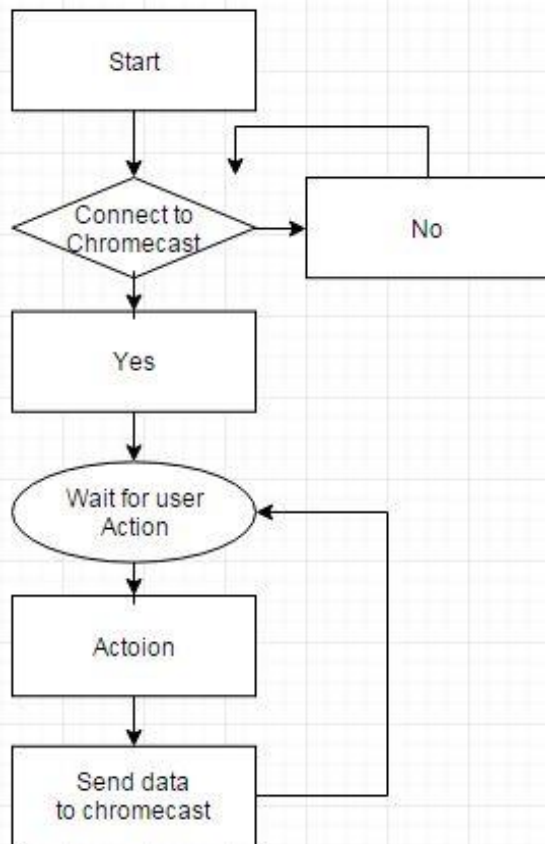 Start
Connect to
Chromecast
No
Yes
Wait for user
Action
Actoion
Send data
to chromecast